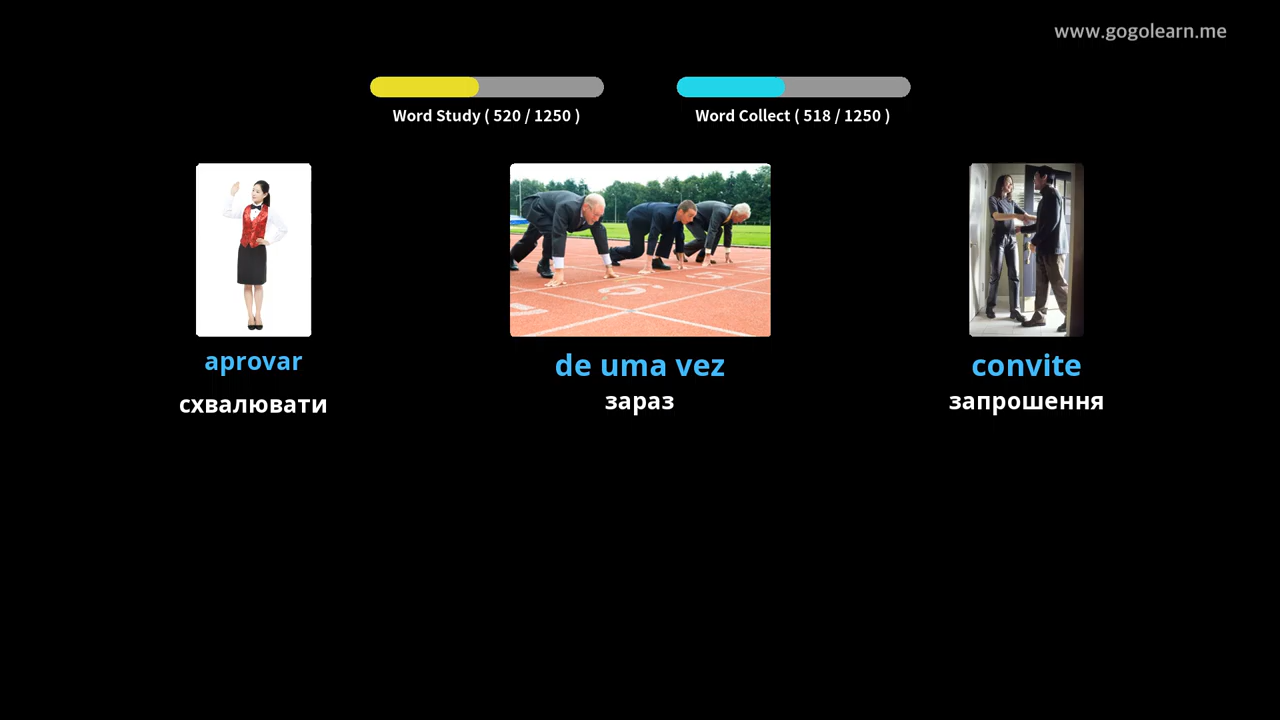 www.gogolearn.me
Word Study ( 520 / 1250 )
Word Collect ( 518 / 1250 )
aprovar
de uma vez
convite
схвалювати
зараз
запрошення